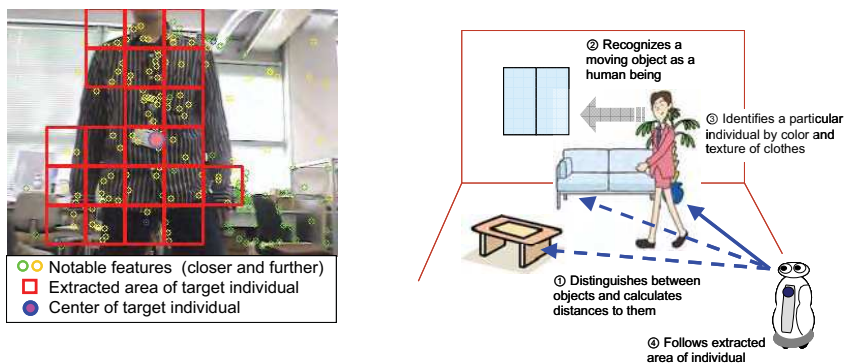 Notable features (closer and further)
Extracted area of target individual
Center of target individual
② Recognizes a
moving object as a
human being
③ Identifies a particular
individual by color and
texture of clothes
① Distinguishes between
objects and calculates
distances to them
④ Follows extracted
area of individual